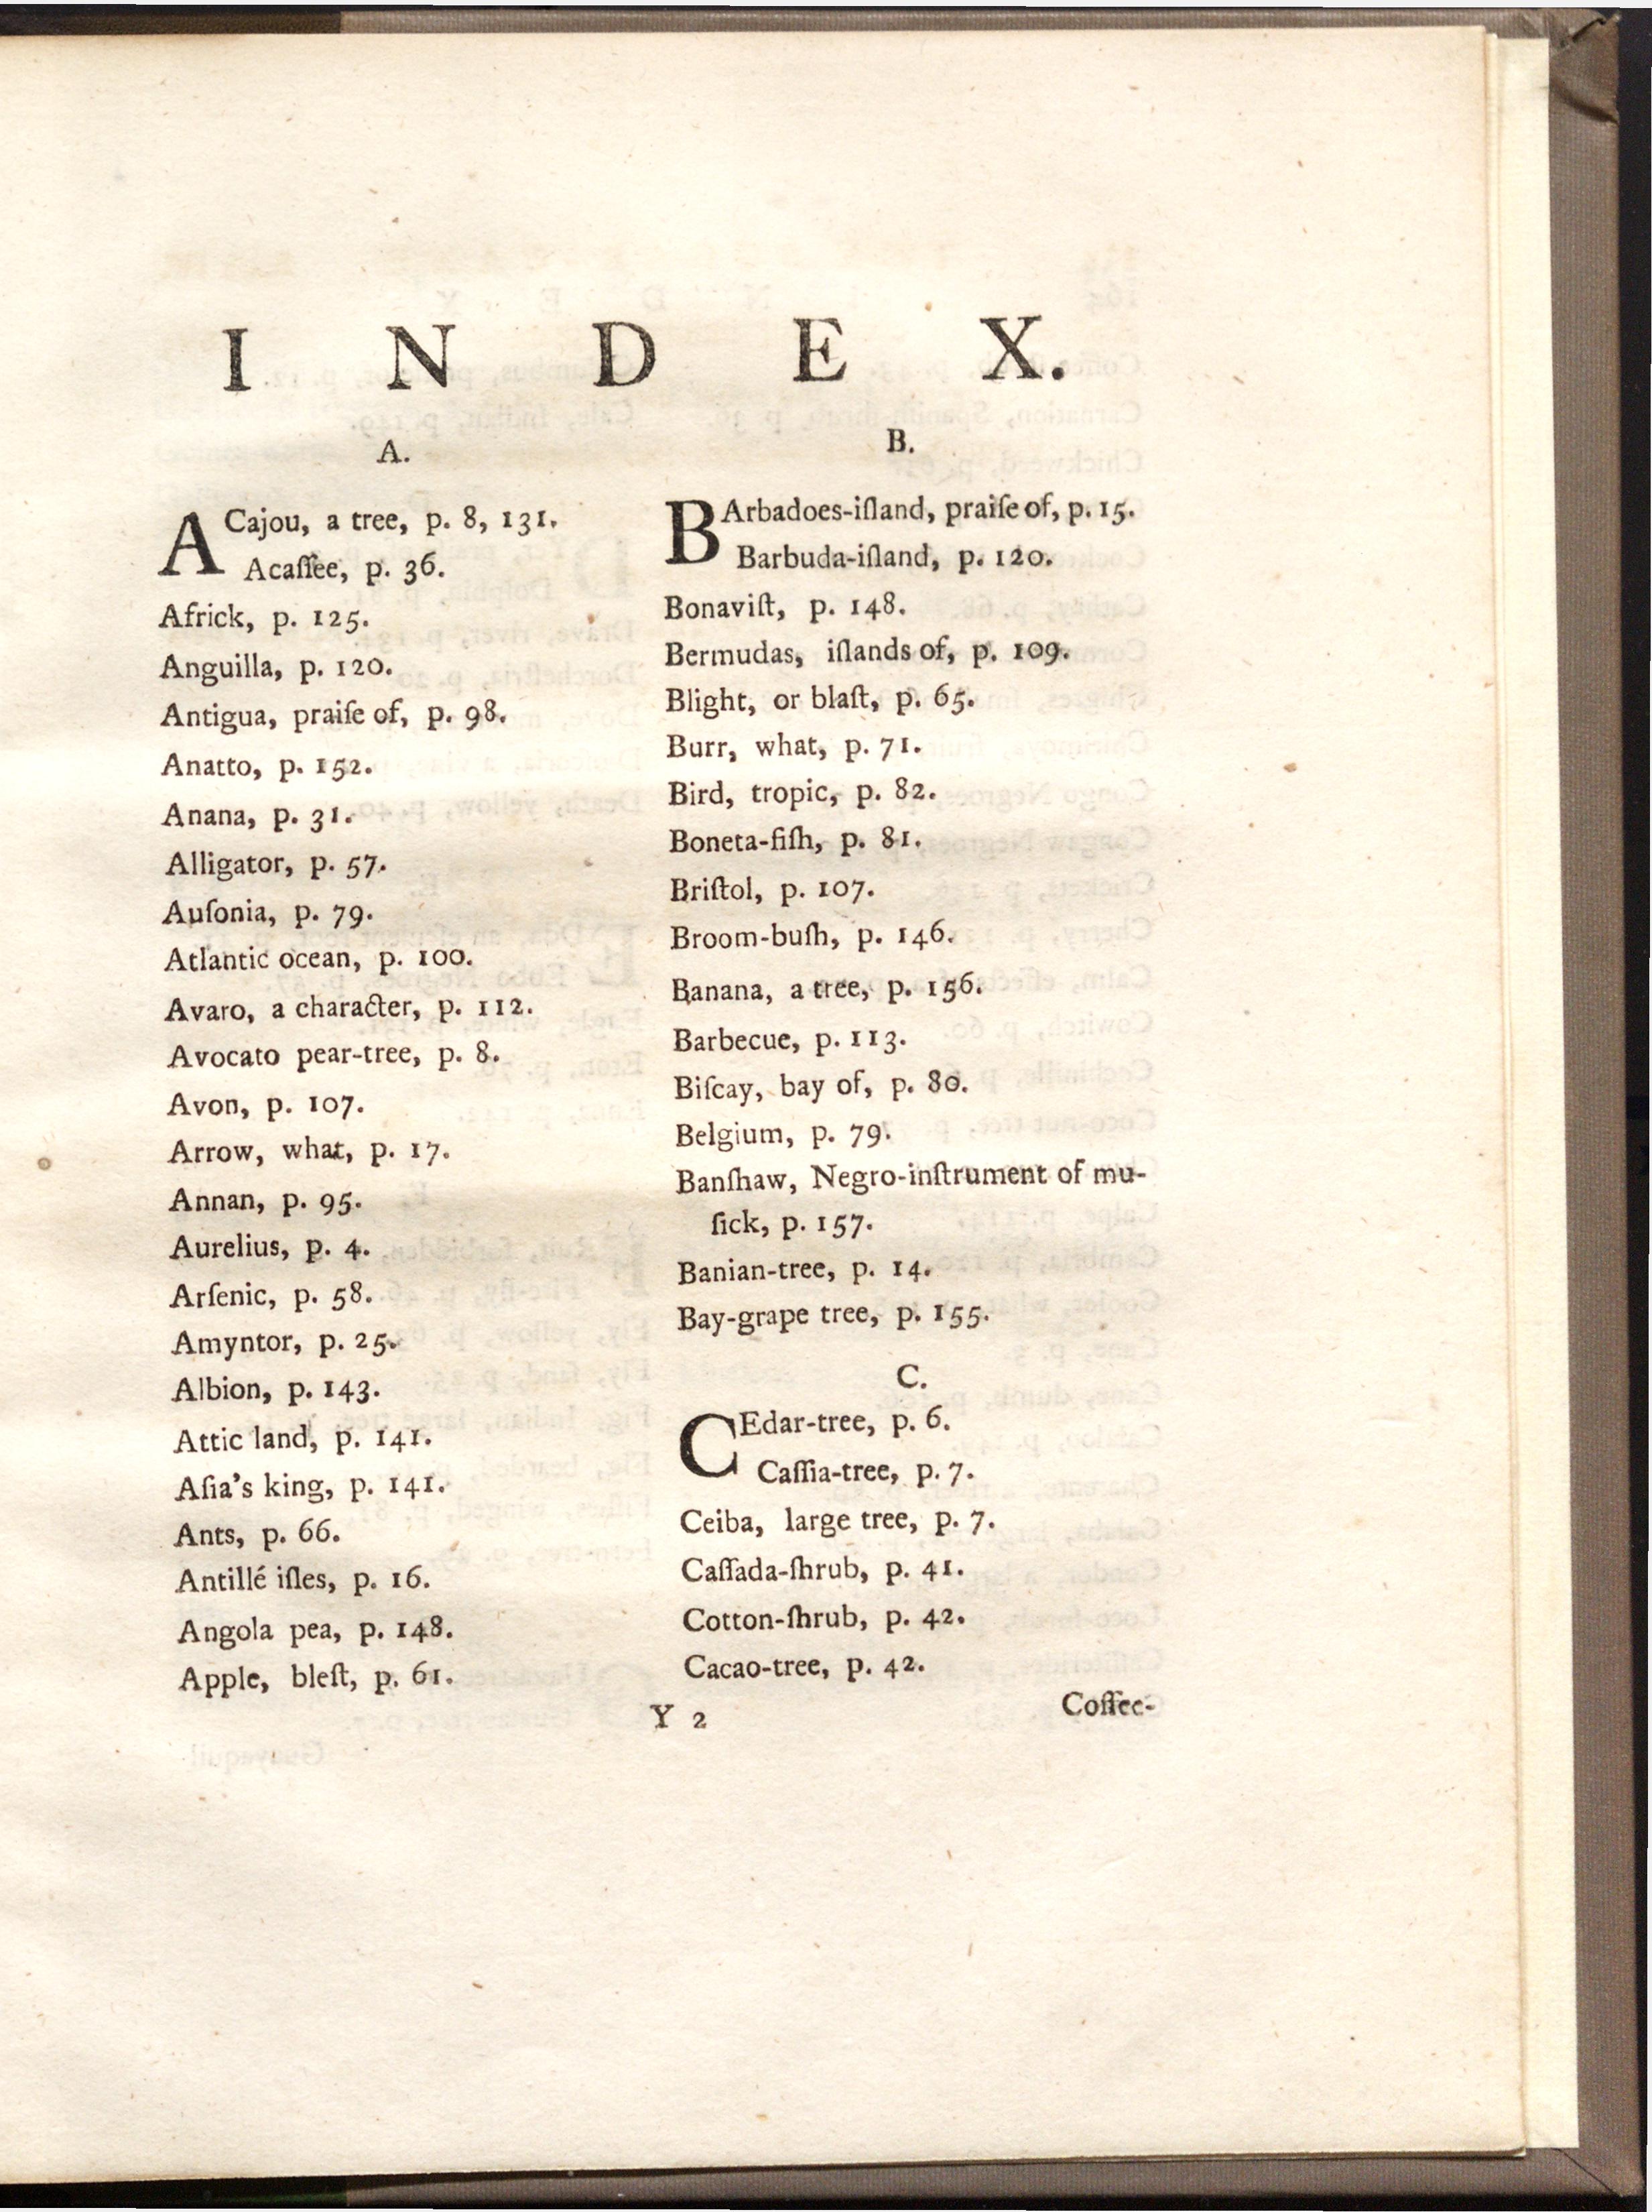 I N D E X.
A.
ACajou, a tree, p. 8, 131.
Acaſſee, p. 36.
Africk, p. 125.
Anguilla, p. 120.
Antigua, praiſe of, p. 98.
Anatto, p. 152.
Anana, p. 31.
Alligator, p. 57.
Auſonia, p. 79.
Atlantic ocean, p. 100.
Avaro, a character, p. 112.
Avocato pear-tree, p. 8.
Avon, p. 107.
Arrow, what, p. 17.
Annan, p. 95.
Aurelius, p. 4.
Arſenic, p. 58.
Amyntor, p. 25.
Albion, p. 143.
Attic land, p. 141.
Aſia's king, p. 141.
Ants, p. 66.
Antillé iſles, p. 16.
Angola pea, p. 148.
Apple, bleſt, p. 61.
B.
BArbadoes-iſland, praiſe of, p. 15.
Barbuda-iſland, p. 120.
Bonaviſt, p. 148.
Bermudas, iſlands of, p. 109.
Blight, or blaſt, p. 65.
Burr, what, p. 71.
Bird, tropic, p. 82.
Boneta-fiſh, p. 81.
Briſtol, p. 107.
Broom-buſh, p. 146.
Banana, a tree, p. 156.
Barbecue, p. 113.
Biſcay, bay of, p. 80.
Belgium, p. 79.
Banſhaw, Negro-inſtrument of mu-
ſick, p. 157.
Banian-tree, p. 14.
Bay-grape tree, p. 155.
C.
CEdar-tree, p. 6.
Caſſia-tree, p. 7.
Ceiba, large tree, p. 7.
Caſſada-ſhrub, p. 41.
Cotton-ſhrub, p. 42.
Cacao-tree, p. 42.
Y 2
Coffee-